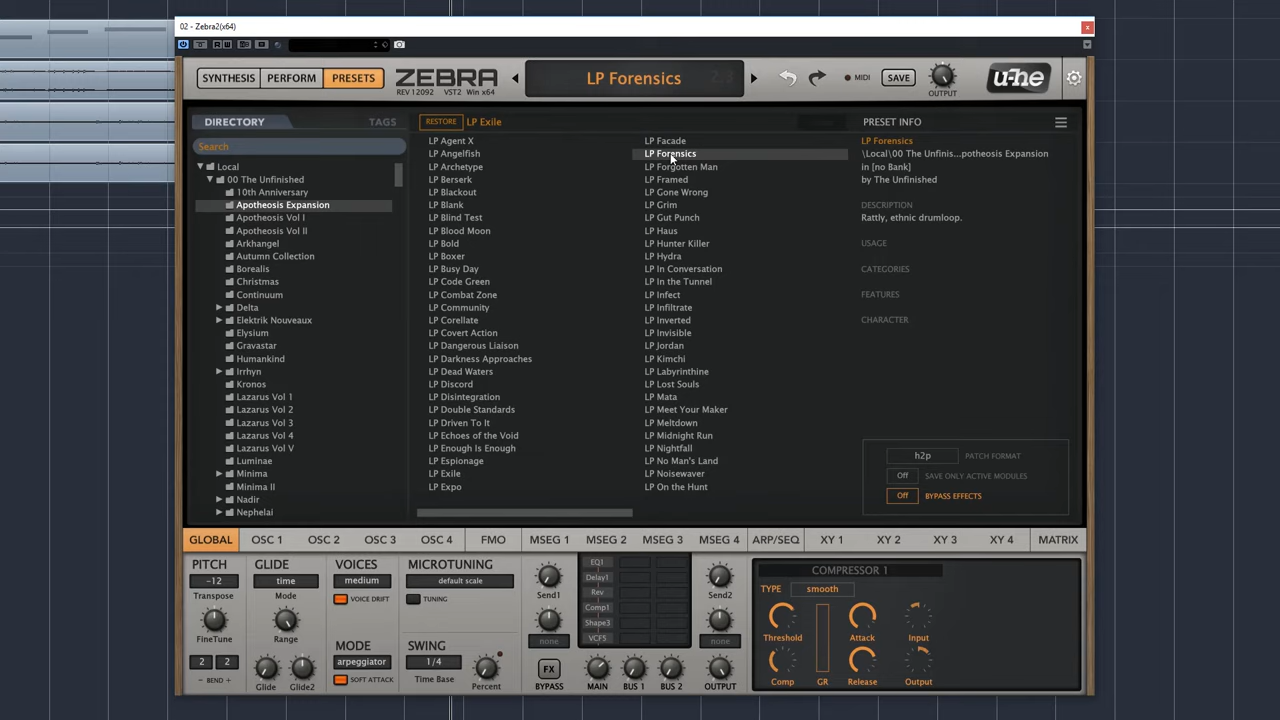 02 - Zebra2(x64)
SYNTHESIS
PERFORM
PRESETS
ZEBRA
REV 12092 VST2 Win x64
LP Forensics
2.3
MIDI
SAVE
OUTPUT
u-he
DIRECTORY
TAGS
Search
Local
00 The Unfinished
10th Anniversary
Apotheosis Expansion
Apotheosis Vol I
Apotheosis Vol II
Arkhangel
Autumn Collection
Borealis
Christmas
Continuum
Delta
Elektrik Nouveaux
Elysium
Gravastar
Humankind
Irrhyn
Kronos
Lazarus Vol 1
Lazarus Vol 2
Lazarus Vol 3
Lazarus Vol 4
Lazarus Vol V
Luminae
Minima
Minima II
Nadir
Nephelai
RESTORE
LP Exile
LP Agent X
LP Angelfish
LP Archetype
LP Berserk
LP Blackout
LP Blank
LP Blind Test
LP Blood Moon
LP Bold
LP Boxer
LP Busy Day
LP Code Green
LP Combat Zone
LP Community
LP Corellate
LP Covert Action
LP Dangerous Liaison
LP Darkness Approaches
LP Dead Waters
LP Discord
LP Disintegration
LP Double Standards
LP Driven To It
LP Echoes of the Void
LP Enough Is Enough
LP Espionage
LP Exile
LP Expo
LP Facade
LP Forensics
LP Forgotten Man
LP Framed
LP Gone Wrong
LP Grim
LP Gut Punch
LP Haus
LP Hunter Killer
LP Hydra
LP In Conversation
LP In the Tunnel
LP Infect
LP Infiltrate
LP Inverted
LP Invisible
LP Jordan
LP Kimchi
LP Labyrinthine
LP Lost Souls
LP Mata
LP Meet Your Maker
LP Meltdown
LP Midnight Run
LP Nightfall
LP No Man's Land
LP Noisewaver
LP On the Hunt
PRESET INFO
LP Forensics
\Local\00 The Unfinis...potheosis Expansion
in [no Bank]
by The Unfinished
DESCRIPTION
Rattly, ethnic drumloop.
USAGE
CATEGORIES
FEATURES
CHARACTER
h2p PATCH FORMAT
Off SAVE ONLY ACTIVE MODULES
Off BYPASS EFFECTS
GLOBAL
OSC 1
OSC 2
OSC 3
OSC 4
FMO
MSEG 1
MSEG 2
MSEG 3
MSEG 4
ARP/SEQ
XY 1
XY 2
XY 3
XY 4
MATRIX
PITCH
-12
Transpose
FineTune
2 2
- BEND +
GLIDE
time
Mode
Range
Glide Glide2
VOICES
medium
VOICE DRIFT
MODE
arpeggiator
SOFT ATTACK
MICROTUNING
default scale
TUNING
SWING
1/4
Time Base
Percent
Send1
none
FX
BYPASS
EQ1
Delay1
Rev
Comp1
Shape3
VCF5
MAIN
BUS 1
BUS 2
Send2
none
OUTPUT
COMPRESSOR 1
TYPE smooth
Threshold
Attack
Input
Comp
GR
Release
Output